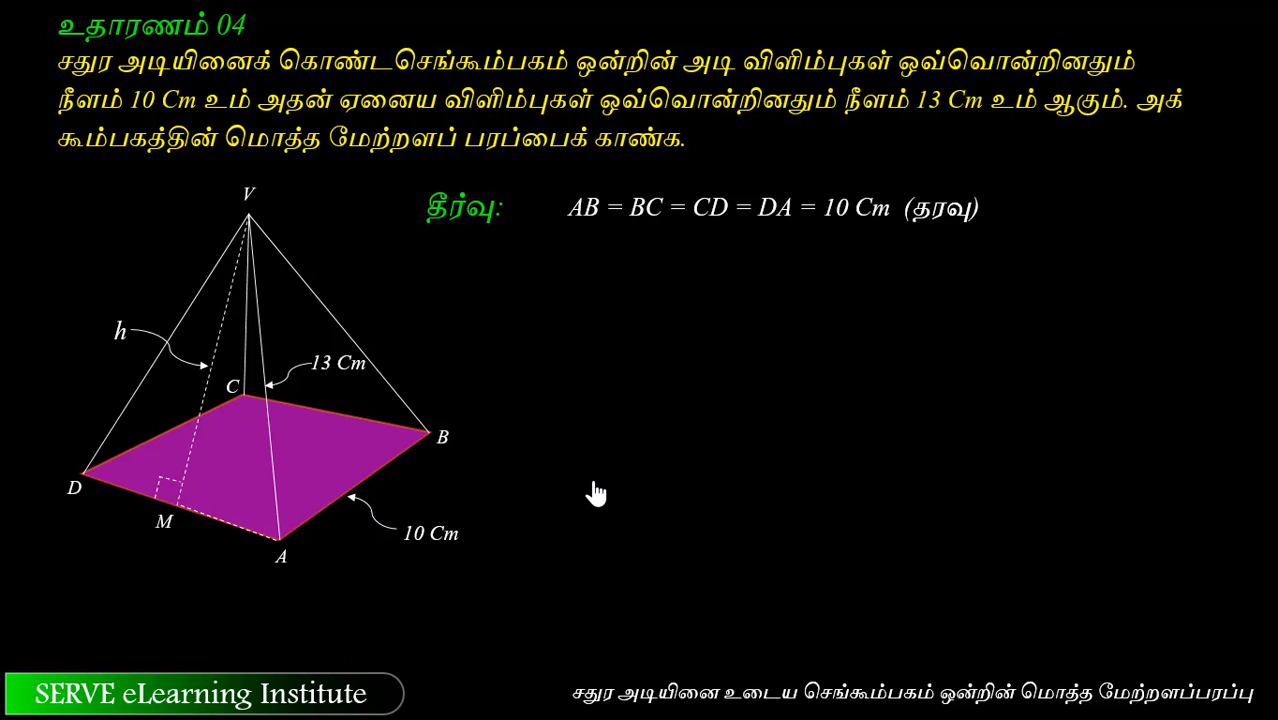 உதாரணம் 04
சதுர அடியினைக் கொண்டசெங்கூம்பகம் ஒன்றின் அடி விளிம்புகள் ஒவ்வொன்றினதும்
நீளம் 10 Cm உம் அதன் ஏனைய விளிம்புகள் ஒவ்வொன்றினதும் நீளம் 13 Cm உம் ஆகும். அக்
கூம்பகத்தின் மொத்த மேற்றளப் பரப்பைக் காண்க.
V
தீர்வு: AB = BC = CD = DA = 10 Cm (தரவு)
h
13 Cm
C
B
D
M
10 Cm
A
SERVE eLearning Institute
சதுர அடியினை உடைய செங்கூம்பகம் ஒன்றின் மொத்த மேற்றளப்பரப்பு